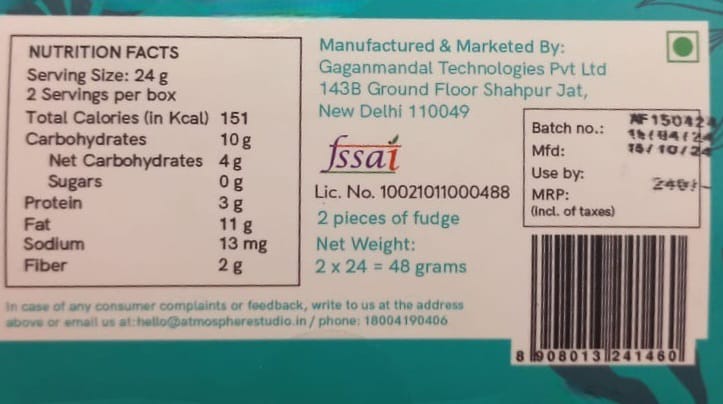 NUTRITION FACTS
Serving Size: 24 g
2 Servings per box
Total Calories (in Kcal) 151
Carbohydrates 10 g
Net Carbohydrates 4 g
Sugars 0 g
Protein 3 g
Fat 11 g
Sodium 13 mg
Fiber 2 g
Manufactured & Marketed By:
Gaganmandal Technologies Pvt Ltd
143B Ground Floor Shahpur Jat,
New Delhi 110049
fssai
Lic. No. 10021011000488
2 pieces of fudge
Net Weight:
2 x 24 = 48 grams
Batch no.: AF150424
Mfd:
Use by:
MRP:
(Incl. of taxes)
8 908013 241460
In case of any consumer complaints or feedback, write to us at the address
above or email us at:hello@atmospherestudio.in / phone: 18004190406